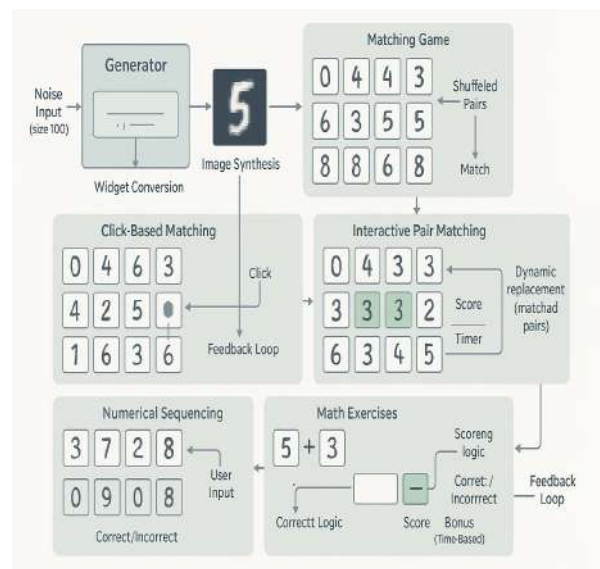 Generator
Noise
Input
(size 100)
Widget Conversion
5
Image Synthesis
Matching Game
0 4 4 3
6 3 5 5
8 8 6 8
Shuffeled
Pairs
Match
Click-Based Matching
0 4 6 3
4 2 5
1 6 3 6
Click
Feedback Loop
Interactive Pair Matching
0 4 3 3
3 3 3 2
6 3 4 5
Score
Timer
Dynamic
replacement
(matchad
pairs)
Numerical Sequencing
3 7 2 8
0 9 0 8
User
Input
Correct/Incorrect
Math Exercises
5 + 3
–
Correctt Logic
Scoreng
logic
Corret: /
Incorrrect
Score
Bonus
(Time-Based)
Feedback
Loop